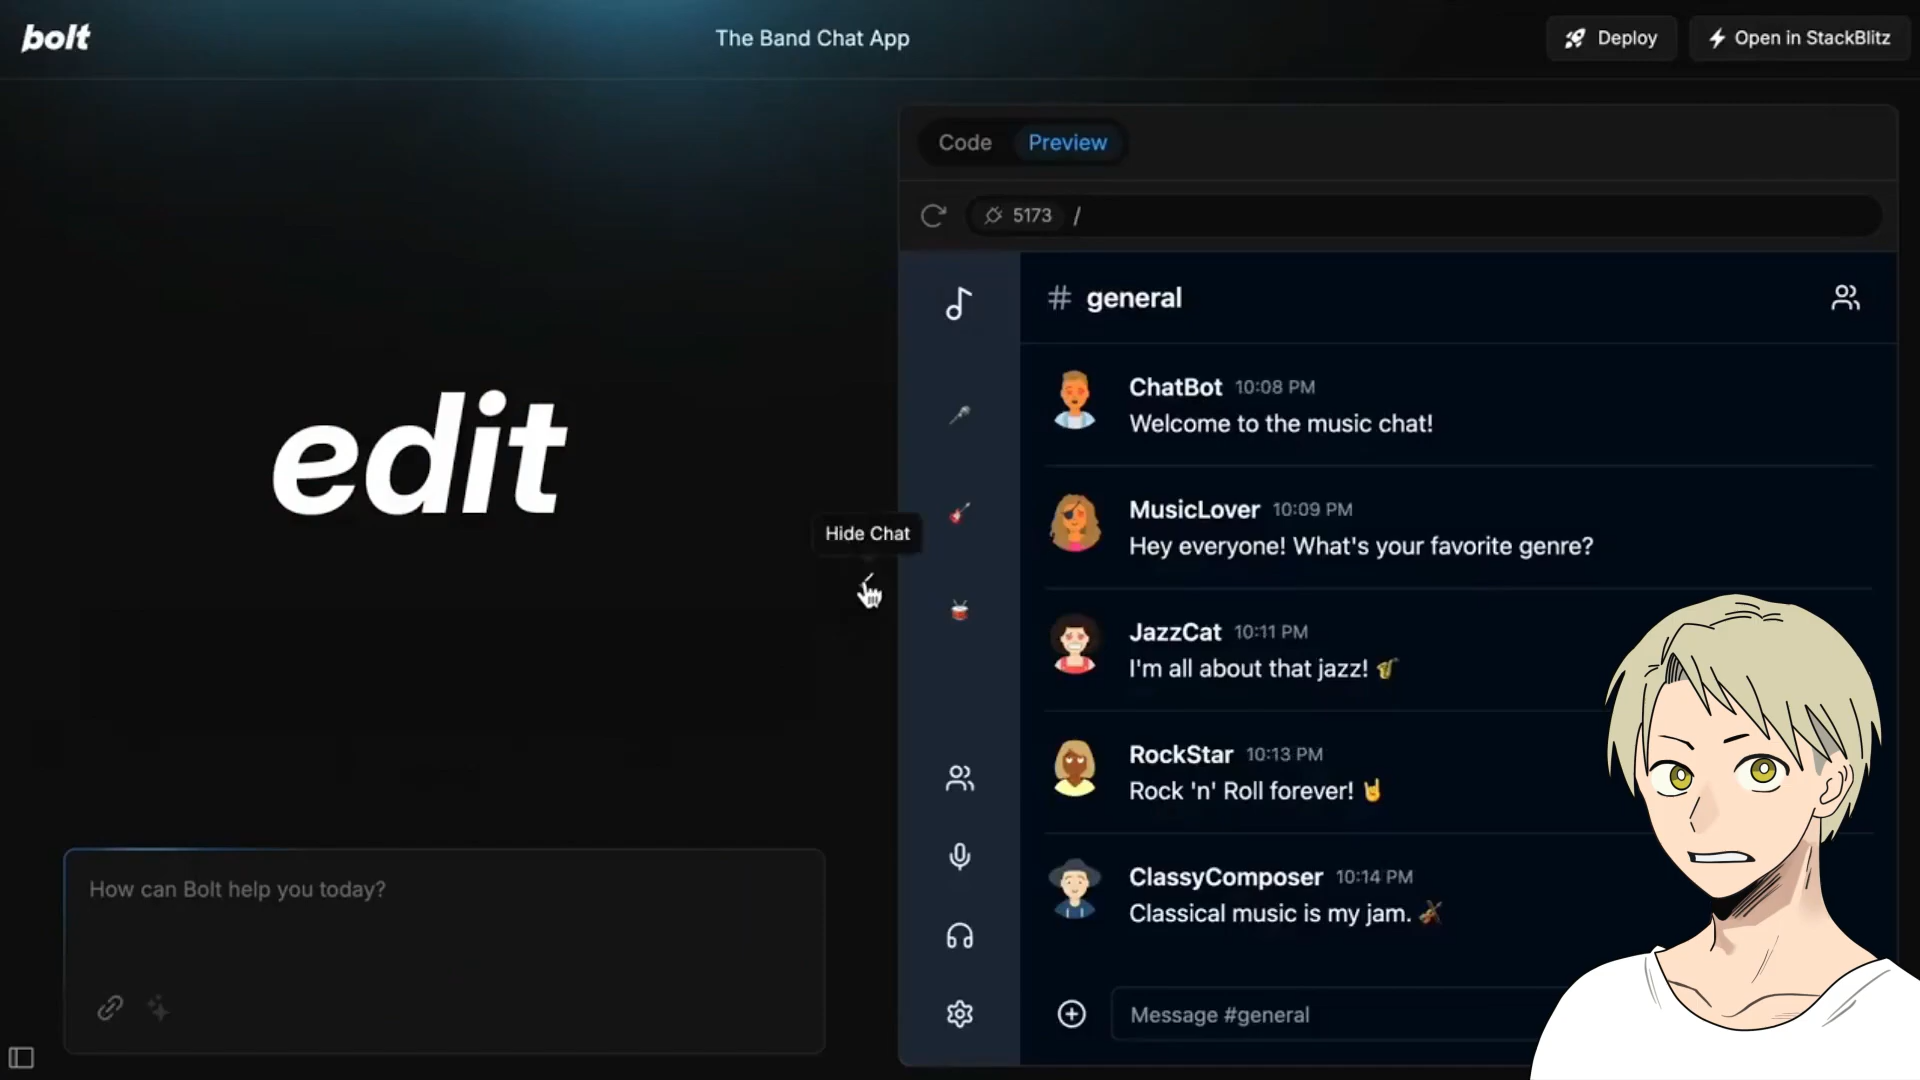 bolt
The Band Chat App
Deploy
Open in StackBlitz
Code
Preview
5173
/
edit
Hide Chat
# general
ChatBot 10:08 PM
Welcome to the music chat!
MusicLover 10:09 PM
Hey everyone! What's your favorite genre?
JazzCat 10:11 PM
I'm all about that jazz! 🎷
RockStar 10:13 PM
Rock 'n' Roll forever! 🤘
ClassyComposer 10:14 PM
Classical music is my jam. 🎻
Message #general
How can Bolt help you today?